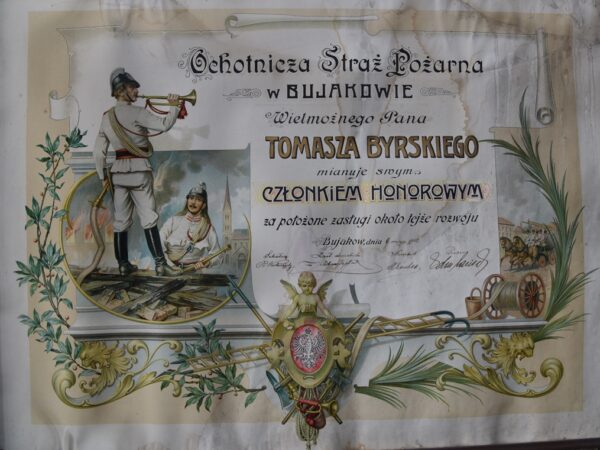 Ochotnicza Straż Pożarna
w BUJAKOWIE
Wielmożnego Pana
TOMASZA BYRSKIEGO
mianuje swym
CZŁONKIEM HONOROWYM
za położone zasługi około tejże rozwoju
Bujaków, dnia